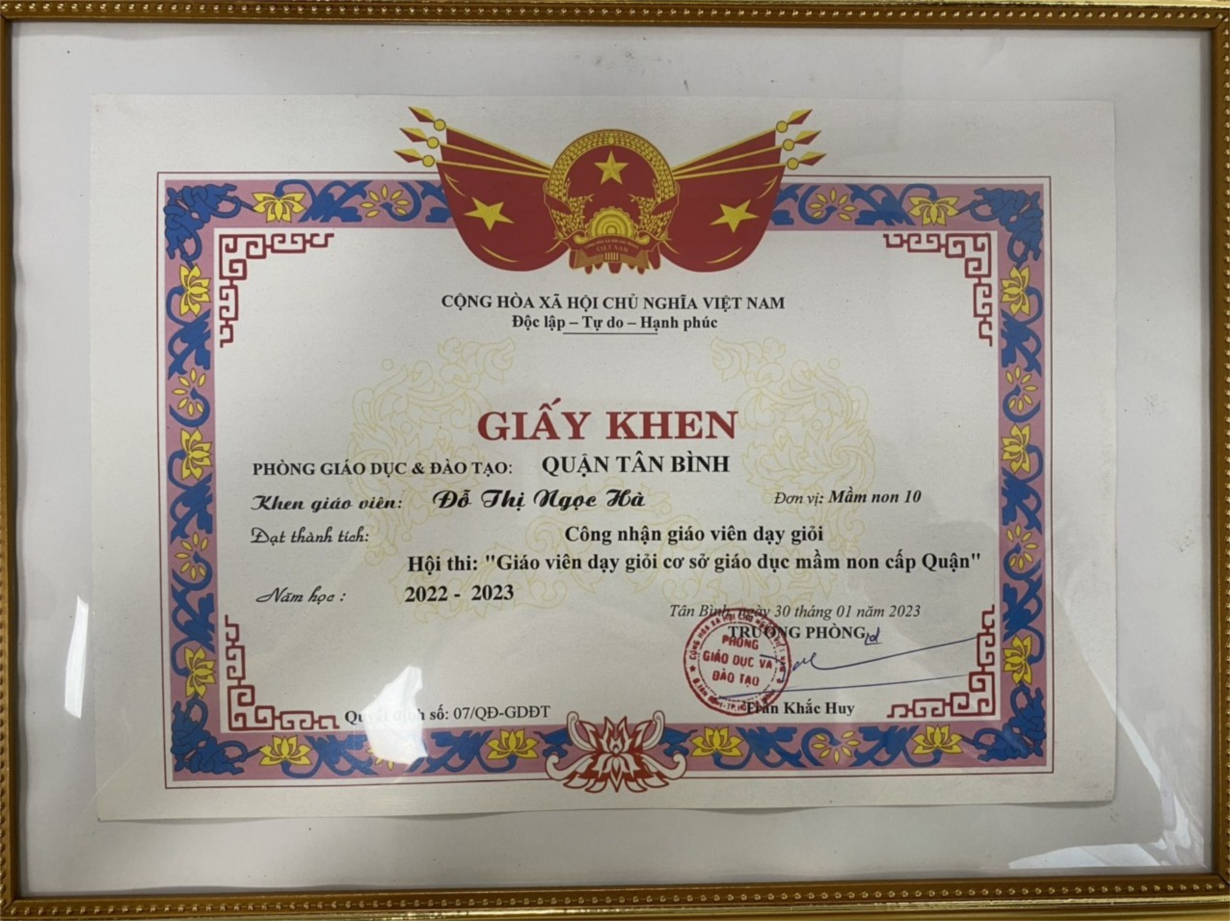 CỘNG HÒA XÃ HỘI CHỦ NGHĨA VIỆT NAM
Độc lập – Tự do – Hạnh phúc
GIẤY KHEN
PHÒNG GIÁO DỤC & ĐÀO TẠO: QUẬN TÂN BÌNH
Khen giáo viên: Đỗ Thị Ngọc Hà Đơn vị: Mầm non 10
Đạt thành tích: Công nhận giáo viên dạy giỏi
Hội thi: "Giáo viên dạy giỏi cơ sở giáo dục mầm non cấp Quận"
Năm học : 2022 - 2023
Tân Bình, ngày 30 tháng 01 năm 2023
TRƯỞNG PHÒNG
PHÒNG
GIÁO DỤC VÀ
ĐÀO TẠO
Trần Khắc Huy
Quyết định số: 07/QĐ-GDĐT